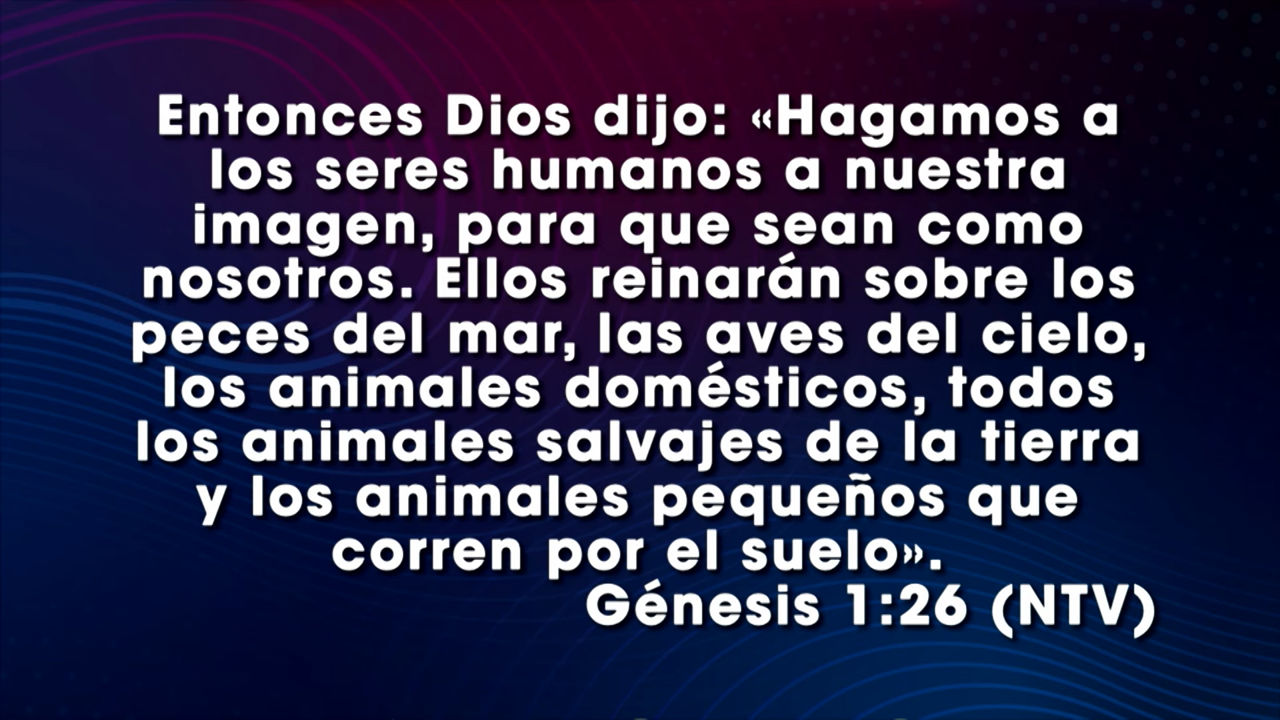 Entonces Dios dijo: «Hagamos a
los seres humanos a nuestra
imagen, para que sean como
nosotros. Ellos reinarán sobre los
peces del mar, las aves del cielo,
los animales domésticos, todos
los animales salvajes de la tierra
y los animales pequeños que
corren por el suelo».
Génesis 1:26 (NTV)